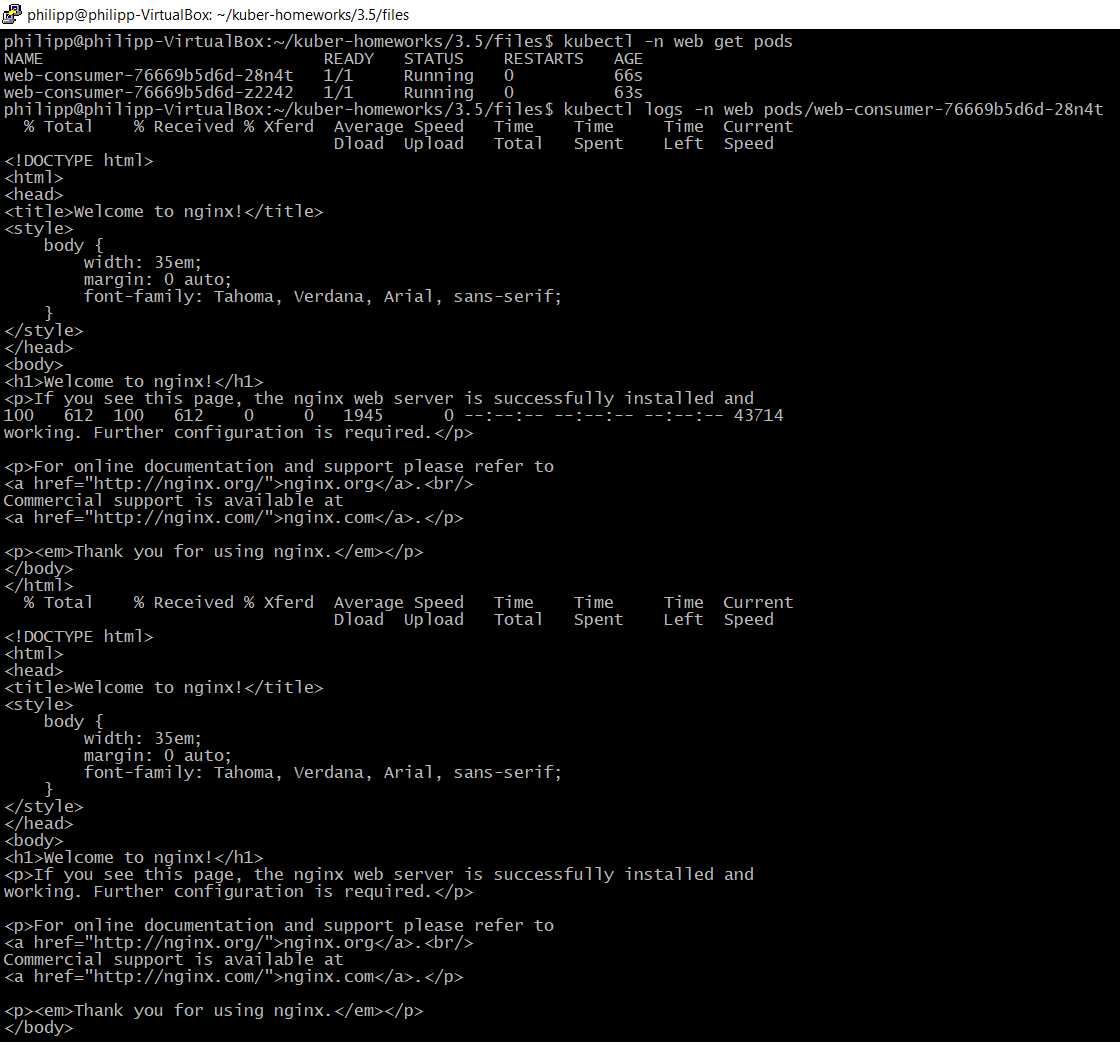 philipp@philipp-VirtualBox: ~/kuber-homeworks/3.5/files
philipp@philipp-VirtualBox:~/kuber-homeworks/3.5/files$ kubectl -n web get pods
NAME                            READY   STATUS    RESTARTS   AGE
web-consumer-76669b5d6d-28n4t   1/1     Running   0          66s
web-consumer-76669b5d6d-z2242   1/1     Running   0          63s
philipp@philipp-VirtualBox:~/kuber-homeworks/3.5/files$ kubectl logs -n web pods/web-consumer-76669b5d6d-28n4t
  % Total    % Received % Xferd  Average Speed   Time    Time     Time  Current
                                 Dload  Upload   Total   Spent    Left  Speed
<!DOCTYPE html>
<html>
<head>
<title>Welcome to nginx!</title>
<style>
    body {
        width: 35em;
        margin: 0 auto;
        font-family: Tahoma, Verdana, Arial, sans-serif;
    }
</style>
</head>
<body>
<h1>Welcome to nginx!</h1>
<p>If you see this page, the nginx web server is successfully installed and
100   612  100   612    0     0   1945      0 --:--:-- --:--:-- --:--:-- 43714
working. Further configuration is required.</p>

<p>For online documentation and support please refer to
<a href="http://nginx.org/">nginx.org</a>.<br/>
Commercial support is available at
<a href="http://nginx.com/">nginx.com</a>.</p>

<p><em>Thank you for using nginx.</em></p>
</body>
</html>
  % Total    % Received % Xferd  Average Speed   Time    Time     Time  Current
                                 Dload  Upload   Total   Spent    Left  Speed
<!DOCTYPE html>
<html>
<head>
<title>Welcome to nginx!</title>
<style>
    body {
        width: 35em;
        margin: 0 auto;
        font-family: Tahoma, Verdana, Arial, sans-serif;
    }
</style>
</head>
<body>
<h1>Welcome to nginx!</h1>
<p>If you see this page, the nginx web server is successfully installed and
working. Further configuration is required.</p>

<p>For online documentation and support please refer to
<a href="http://nginx.org/">nginx.org</a>.<br/>
Commercial support is available at
<a href="http://nginx.com/">nginx.com</a>.</p>

<p><em>Thank you for using nginx.</em></p>
</body>